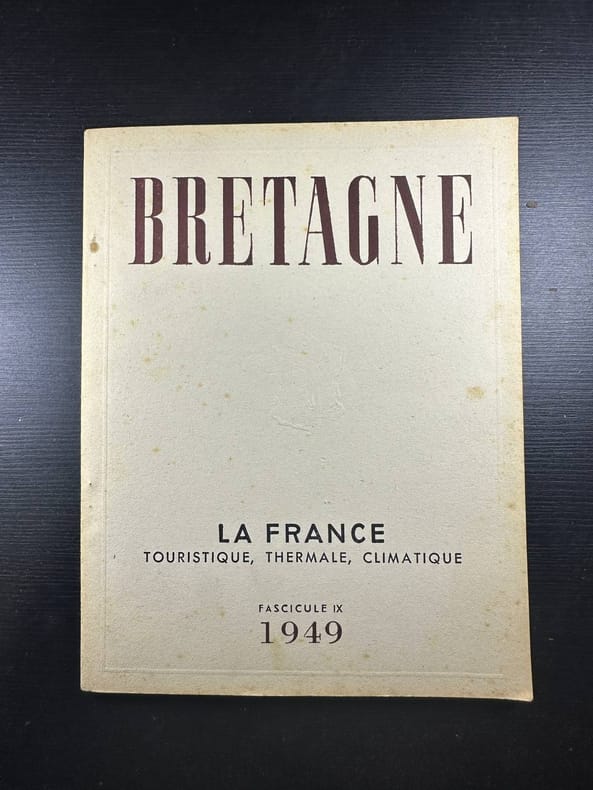 BRETAGNE
LA FRANCE
TOURISTIQUE, THERMALE, CLIMATIQUE
FASCICULE IX
1949